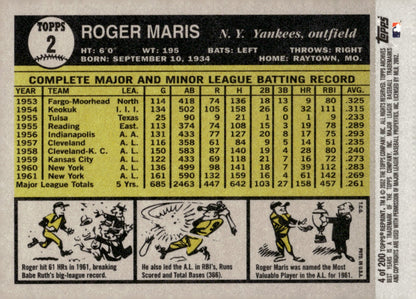 TOPPS
2
ROGER MARIS
N. Y. Yankees, outfield
HT: 6'0 WT: 195 BATS: LEFT THROWS: RIGHT
BORN: SEPTEMBER 10, 1934 HOME: RAYTOWN, MO.
COMPLETE MAJOR AND MINOR LEAGUE BATTING RECORD
YEAR TEAM LEA. G AB R H 2B 3B HR RBI AVG.
1953 Fargo-Moorhead North 114 418 74 136 18 13 9 80 .325
1954 Keokuk I. I. I. 134 502 105 158 26 6 32 111 .315
1955 Tulsa Texas 25 90 9 21 1 0 1 9 .233
1955 Reading East. 113 374 74 108 15 3 19 78 .289
1956 Indianapolis A. A. 131 433 77 127 20 8 17 75 .293
1957 Cleveland A. L. 116 358 61 84 9 5 14 51 .235
1958 Cleveland-K. C. A. L. 150 583 87 140 19 4 28 80 .240
1959 Kansas City A. L. 122 433 69 118 21 7 16 72 .273
1960 New York A. L. 136 499 98 141 18 7 39 112 .283
1961 New York A. L. 161 590 132 159 16 4 61 142 .269
Major League Totals 5 Yrs. 685 2463 447 642 103 27 158 457 .261
Roger hit 61 HRs in 1961, breaking
Babe Ruth's big-league record.
He also led the A.L. in RBI's, Runs
Scored and Total Bases (366).
Roger Maris was named the Most
Valuable Player in the A.L. for 1961.
TOPPS
4 of 100